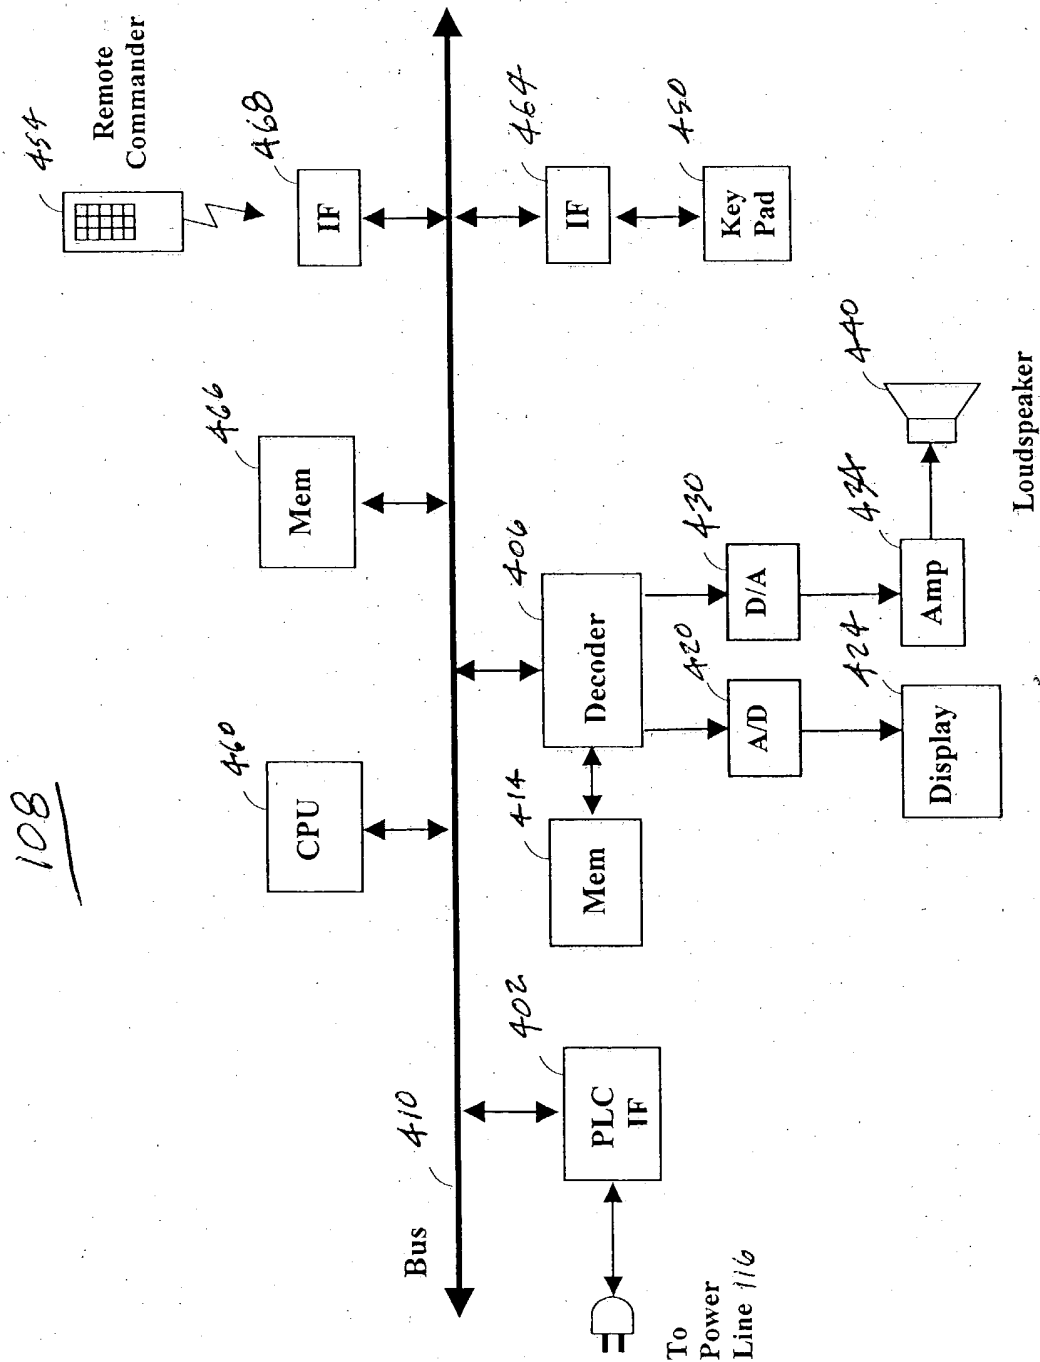 108
454
Remote
Commander
460
466
468
CPU
Mem
IF
Bus
410
402
414
406
464
PLC
IF
Mem
Decoder
IF
To
Power
Line 116
420
430
450
A/D
D/A
Key
Pad
424
434
440
Display
Amp
Loudspeaker